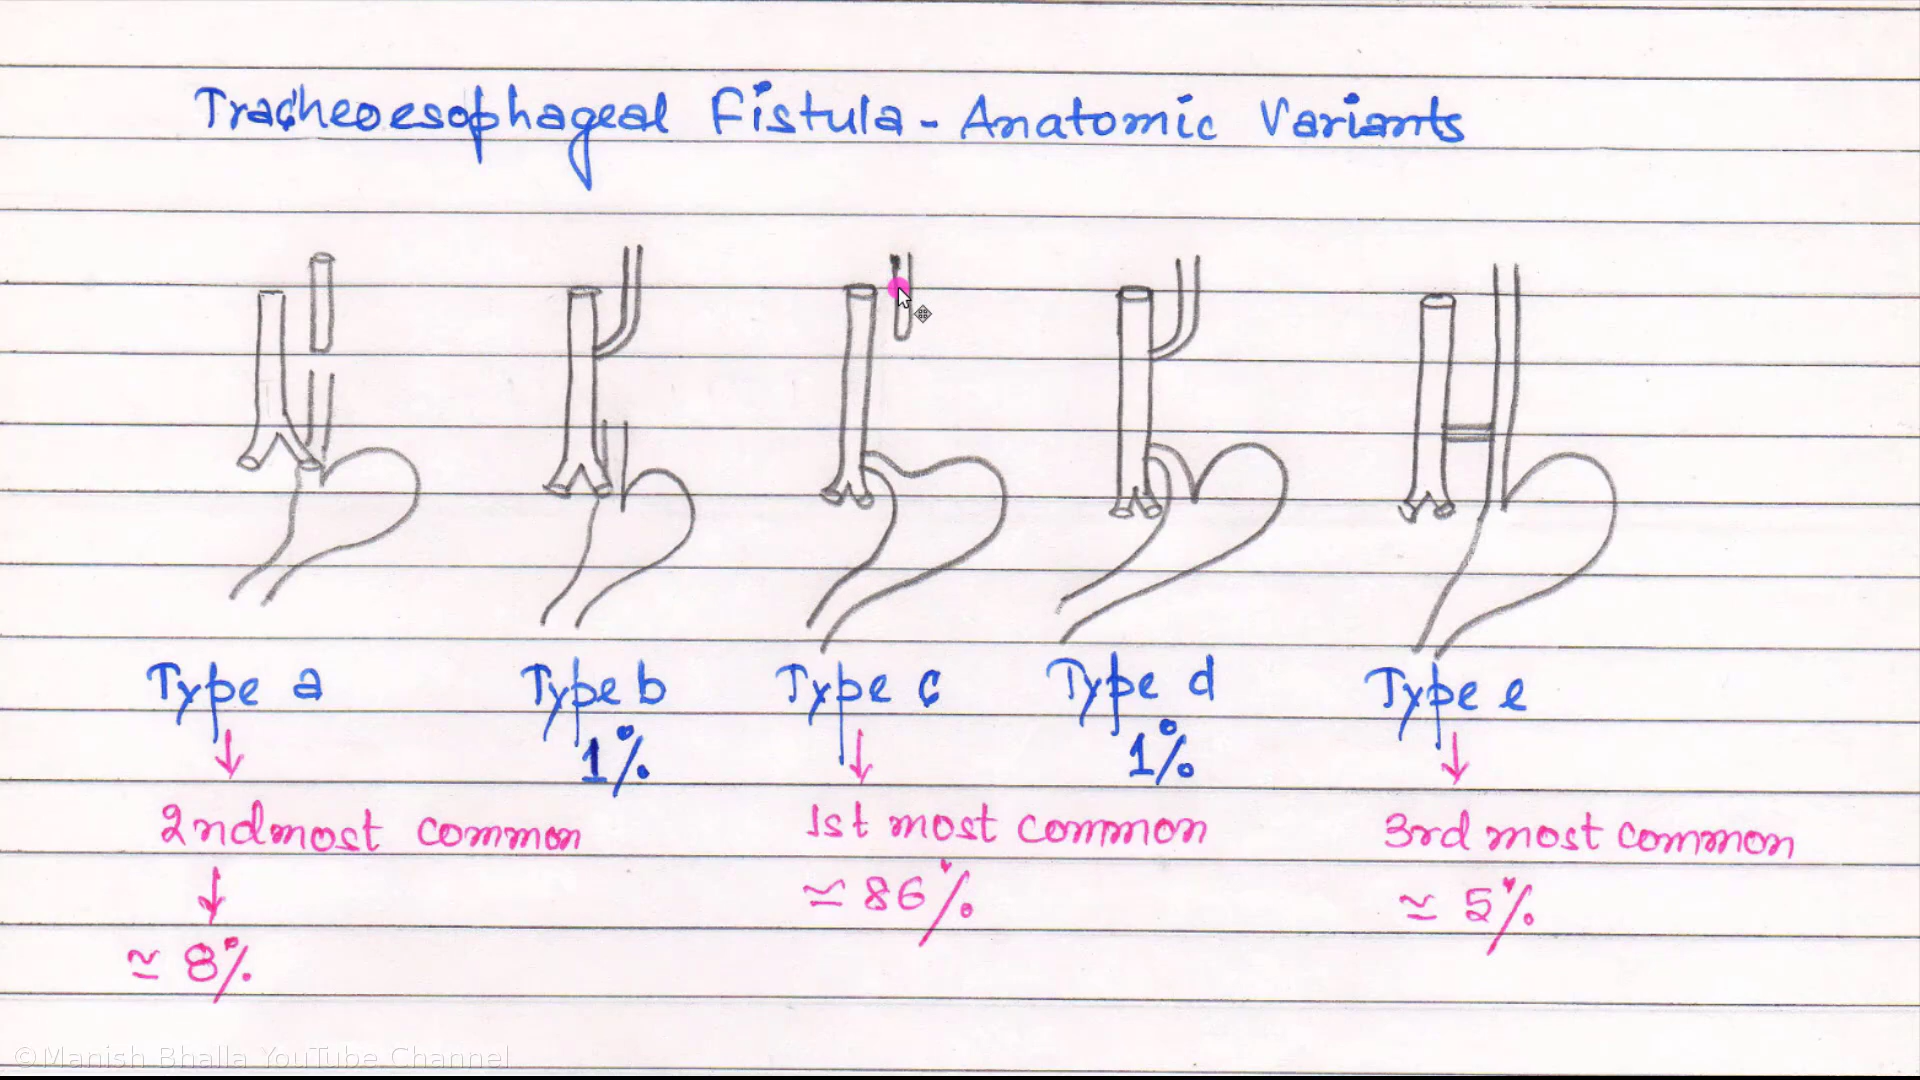 Tracheoesophageal Fistula - Anatomic Variants
Type a
Type b
Type c
Type d
Type e
↓
1%
↓
1%
↓
2nd most common
1st most common
3rd most common
↓
≃ 86%
≃ 5%
≃ 8%
©Manish Bhalla YouTube Channel